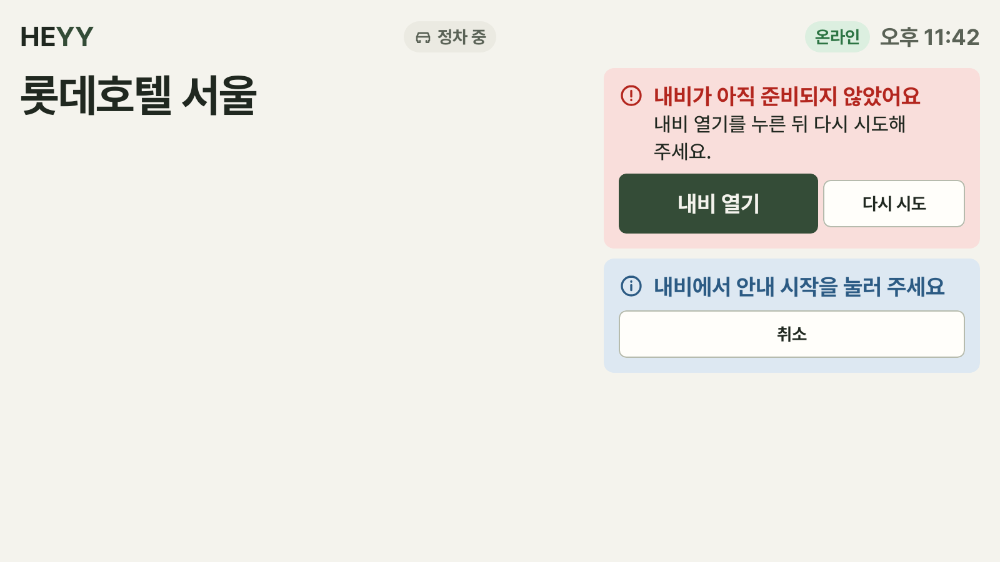 HEYY
정차 중
온라인
오후 11:42
롯데호텔 서울
내비가 아직 준비되지 않았어요
내비 열기를 누른 뒤 다시 시도해
주세요.
내비 열기
다시 시도
내비에서 안내 시작을 눌러 주세요
취소